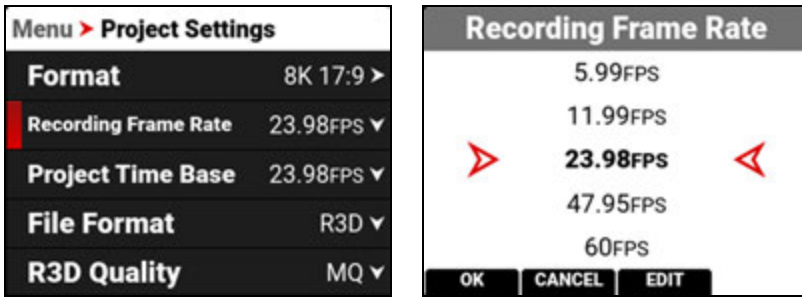 Menu > Project Settings
Format 8K 17:9 >
Recording Frame Rate 23.98FPS
Project Time Base 23.98FPS
File Format R3D
R3D Quality MQ
Recording Frame Rate
5.99FPS
11.99FPS
23.98FPS
47.95FPS
60FPS
OK CANCEL EDIT